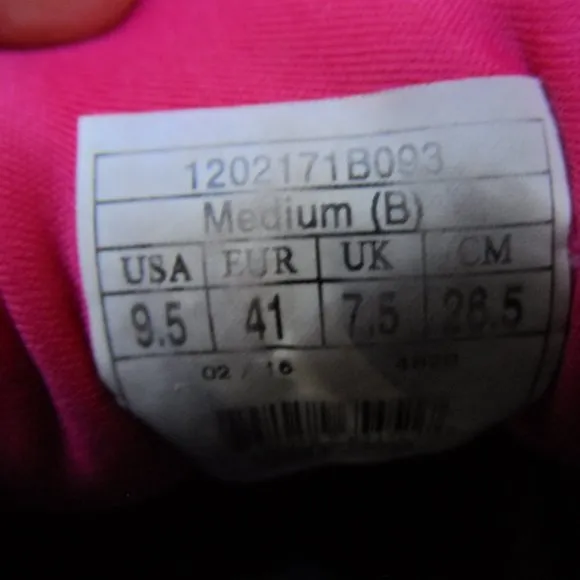 1202171B093
Medium (B)
USA EUR UK CM
9.5 41 7.5 26.5
02 / 16